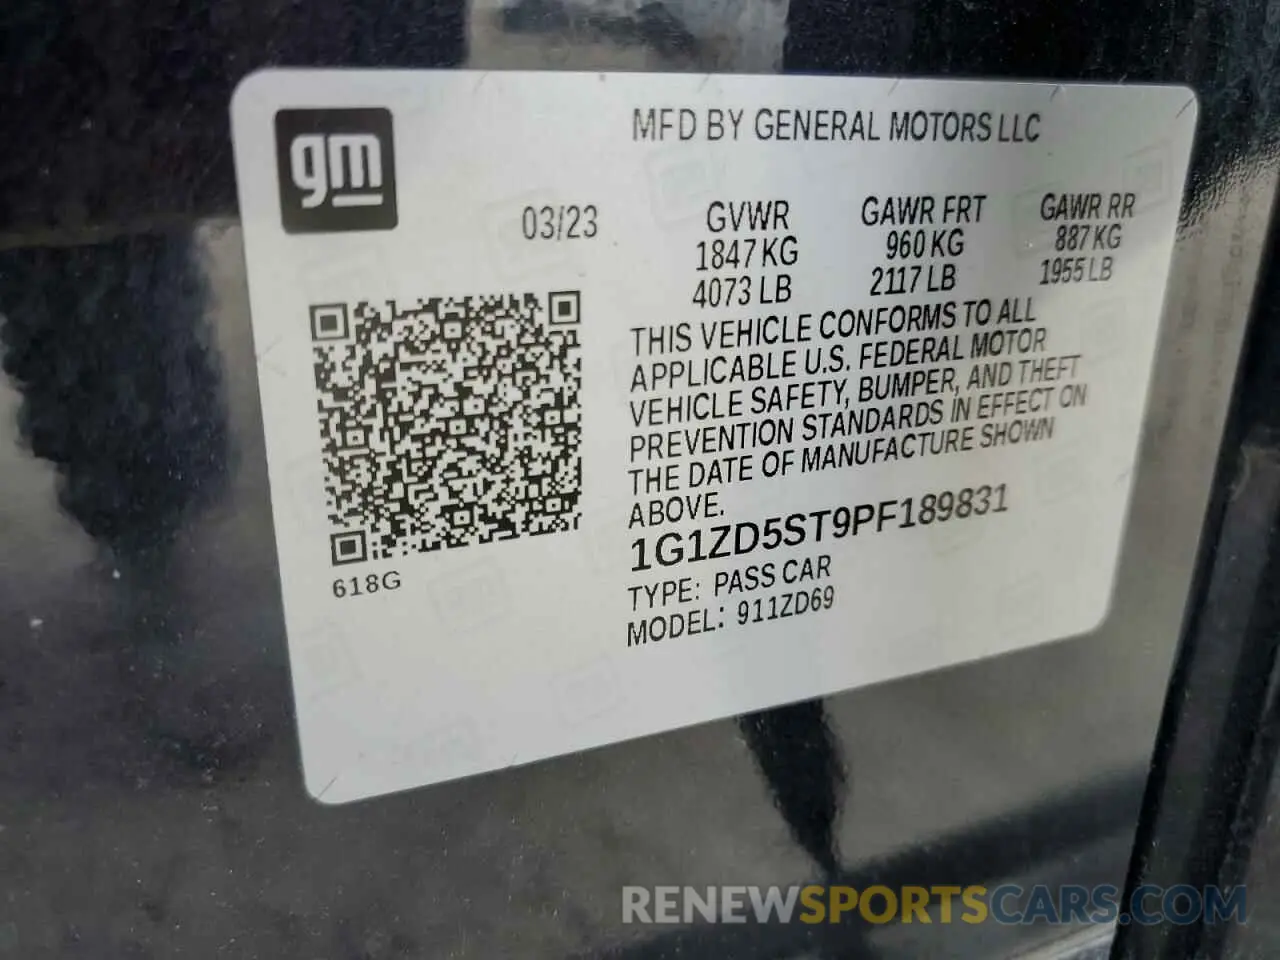 gm
MFD BY GENERAL MOTORS LLC
03/23
GVWR GAWR FRT GAWR RR
1847 KG 960 KG 887 KG
4073 LB 2117 LB 1955 LB
THIS VEHICLE CONFORMS TO ALL
APPLICABLE U.S. FEDERAL MOTOR
VEHICLE SAFETY, BUMPER, AND THEFT
PREVENTION STANDARDS IN EFFECT ON
THE DATE OF MANUFACTURE SHOWN
ABOVE.
1G1ZD5ST9PF189831
TYPE: PASS CAR
MODEL: 911ZD69
618G
RENEWSPORTSCARS.COM